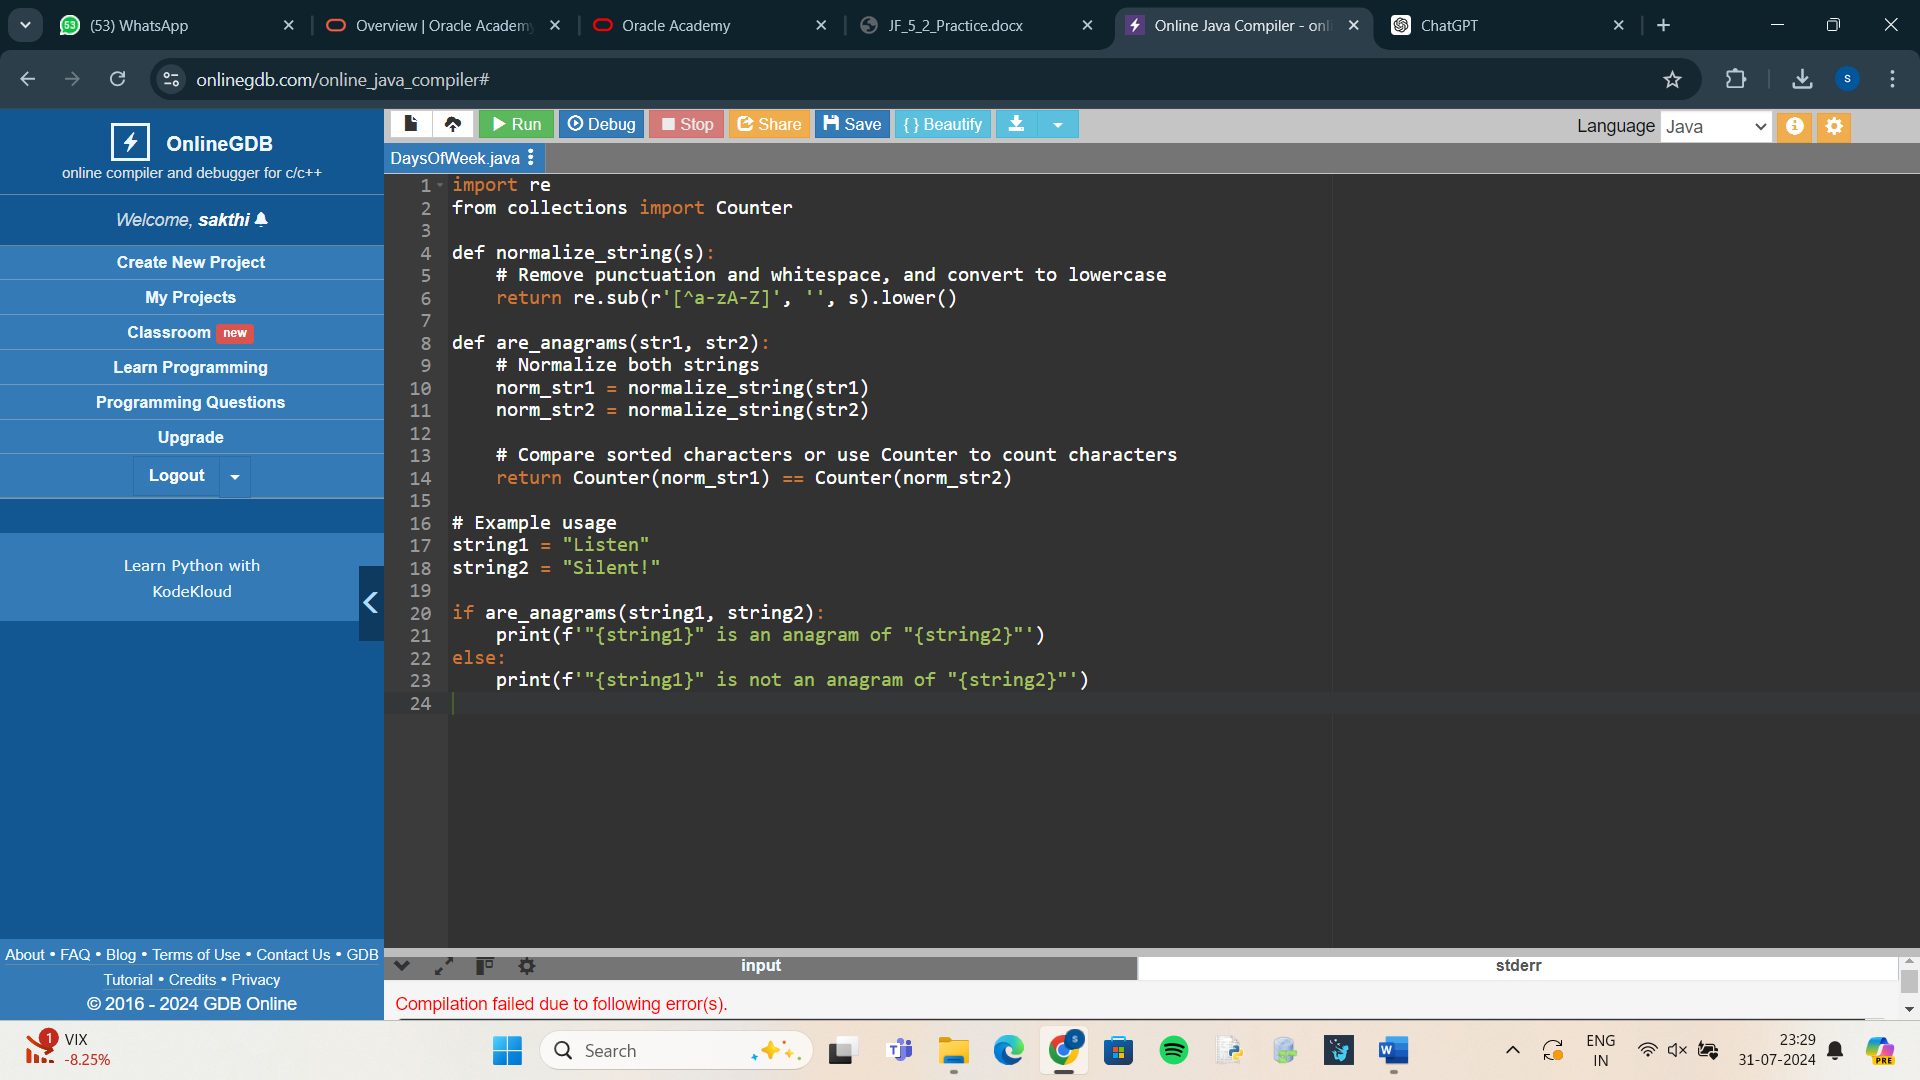 (53) WhatsApp
Overview | Oracle Academy
Oracle Academy
JF_5_2_Practice.docx
Online Java Compiler - onli
ChatGPT
onlinegdb.com/online_java_compiler#
S
OnlineGDB
online compiler and debugger for c/c++
Welcome, sakthi
Create New Project
My Projects
Classroom new
Learn Programming
Programming Questions
Upgrade
Logout
Learn Python with
KodeKloud
About • FAQ • Blog • Terms of Use • Contact Us • GDB
Tutorial • Credits • Privacy
© 2016 - 2024 GDB Online
Run
Debug
Stop
Share
Save
{ } Beautify
Language Java
DaysOfWeek.java
1 import re
2 from collections import Counter
3
4 def normalize_string(s):
5     # Remove punctuation and whitespace, and convert to lowercase
6     return re.sub(r'[^a-zA-Z]', '', s).lower()
7
8 def are_anagrams(str1, str2):
9     # Normalize both strings
10     norm_str1 = normalize_string(str1)
11     norm_str2 = normalize_string(str2)
12
13     # Compare sorted characters or use Counter to count characters
14     return Counter(norm_str1) == Counter(norm_str2)
15
16 # Example usage
17 string1 = "Listen"
18 string2 = "Silent!"
19
20 if are_anagrams(string1, string2):
21     print(f'"{string1}" is an anagram of "{string2}"')
22 else:
23     print(f'"{string1}" is not an anagram of "{string2}"')
24
input
stderr
Compilation failed due to following error(s).
1
VIX
-8.25%
Search
ENG
IN
23:29
31-07-2024
PRE